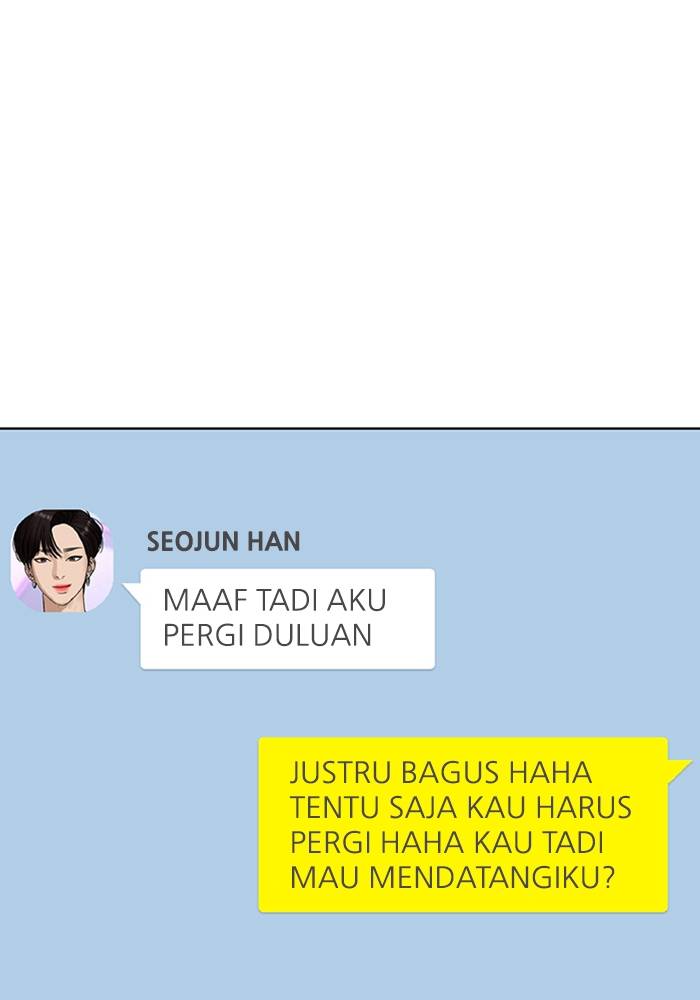 SEOJUN HAN
MAAF TADI AKU
PERGI DULUAN
JUSTRU BAGUS HAHA
TENTU SAJA KAU HARUS
PERGI HAHA KAU TADI
MAU MENDATANGIKU?